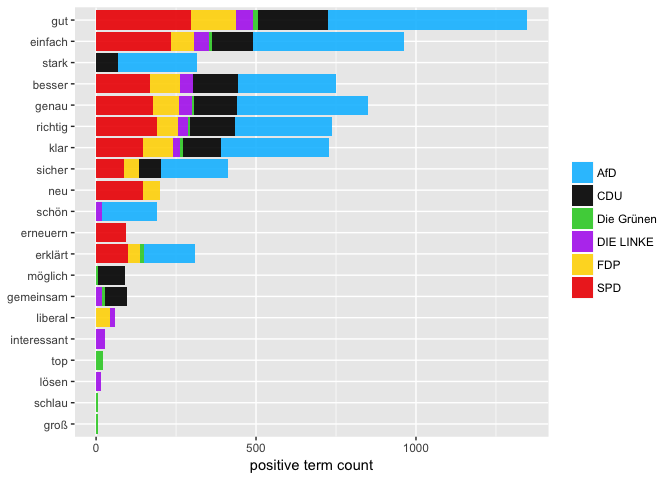 gut
einfach
stark
besser
genau
richtig
klar
sicher
neu
schön
erneuern
erklärt
möglich
gemeinsam
liberal
interessant
top
lösen
schlau
groß
0 500 1000
positive term count
AfD
CDU
Die Grünen
DIE LINKE
FDP
SPD